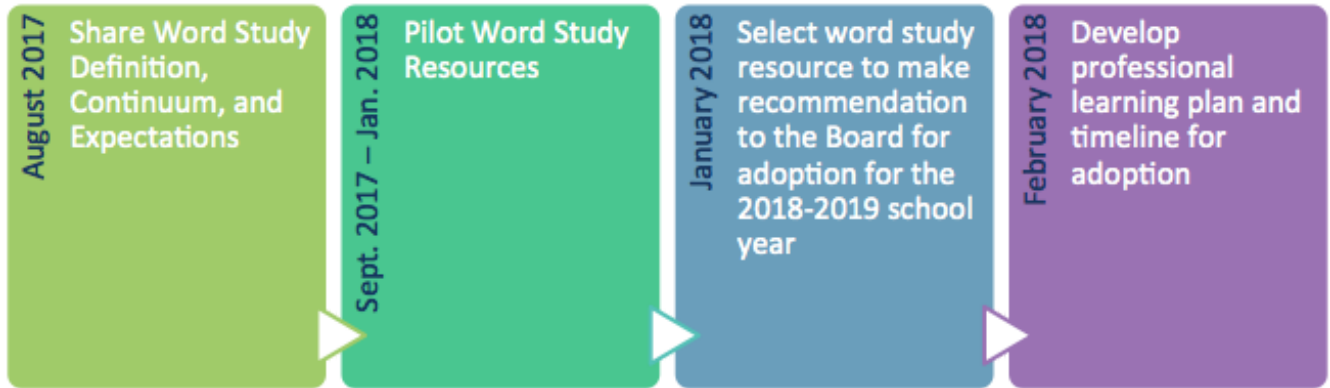 August 2017
Share Word Study
Definition,
Continuum, and
Expectations
Sept. 2017 – Jan. 2018
Pilot Word Study
Resources
January 2018
Select word study
resource to make
recommendation
to the Board for
adoption for the
2018-2019 school
year
February 2018
Develop
professional
learning plan and
timeline for
adoption